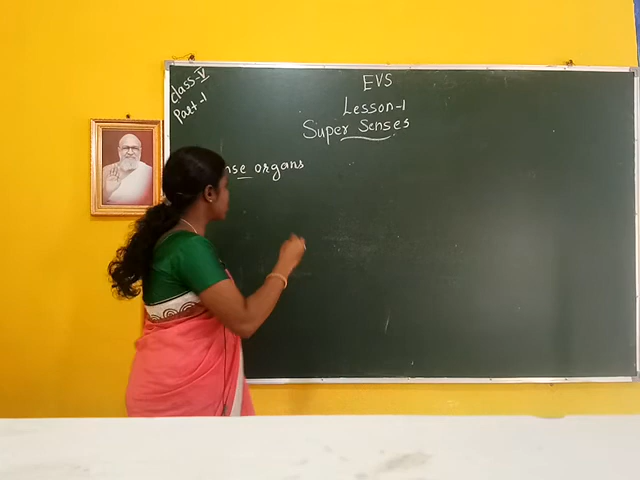 Class-V
Part-1
EVS
Lesson-1
Super Senses
organs